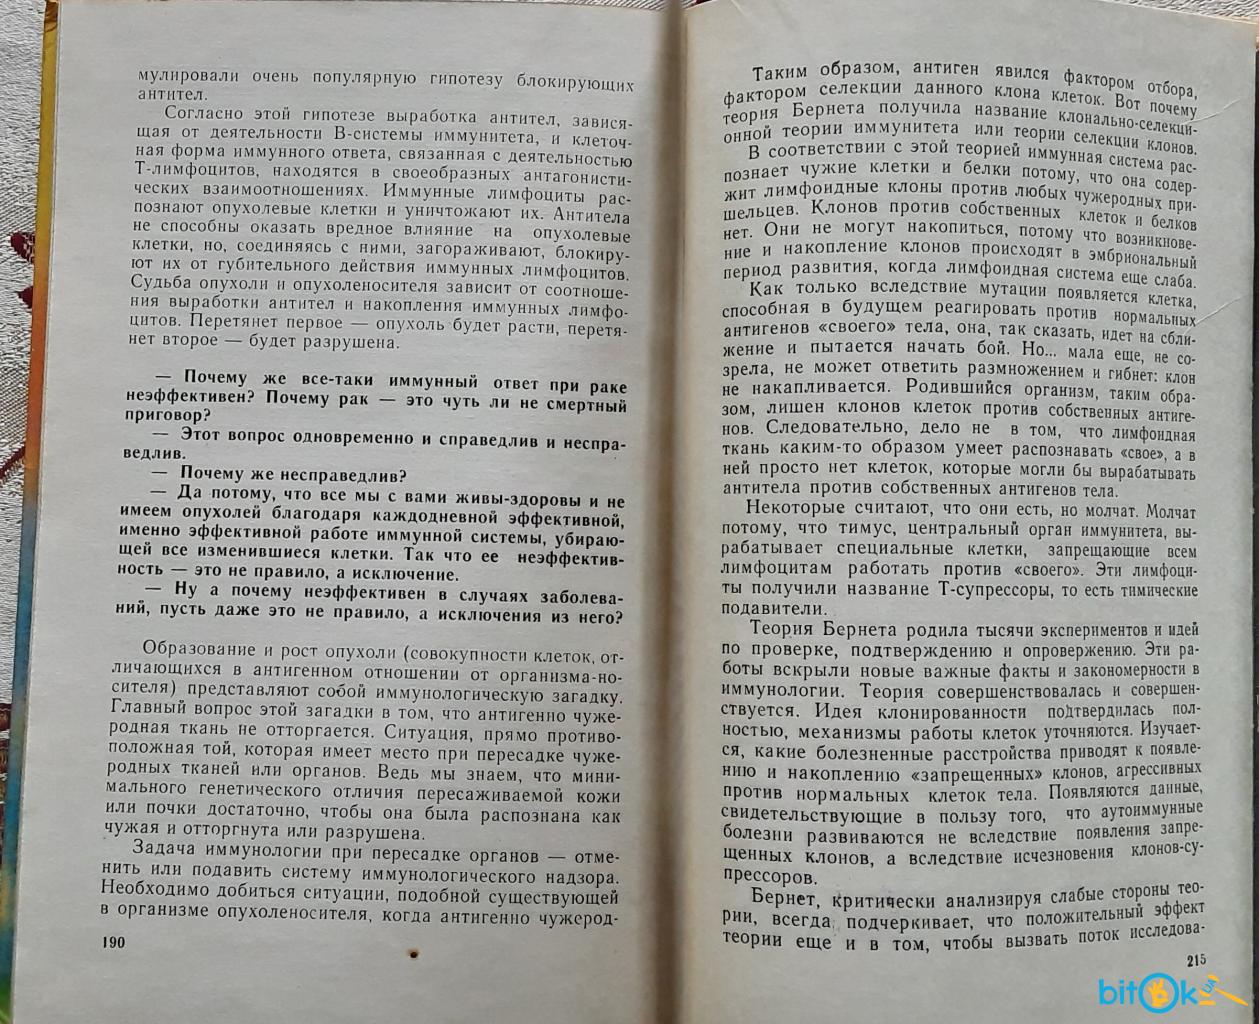 мулировали очень популярную гипотезу блокирующих
антител.
Согласно этой гипотезе выработка антител, завися-
щая от деятельности В-системы иммунитета, и клеточ-
ная форма иммунного ответа, связанная с деятельностью
Т-лимфоцитов, находятся в своеобразных антагонисти-
ческих взаимоотношениях. Иммунные лимфоциты рас-
познают опухолевые клетки и уничтожают их. Антитела
не способны оказать вредное влияние на опухолевые
клетки, но, соединяясь с ними, загораживают, блокиру-
ют их от губительного действия иммунных лимфоцитов.
Судьба опухоли и опухоленосителя зависит от соотноше-
ния выработки антител и накопления иммунных лимфо-
цитов. Перетянет первое — опухоль будет расти, перетя-
нет второе — будет разрушена.
— Почему же все-таки иммунный ответ при раке
неэффективен? Почему рак — это чуть ли не смертный
приговор?
— Этот вопрос одновременно и справедлив и неспра-
ведлив.
— Почему же несправедлив?
— Да потому, что все мы с вами живы-здоровы и не
имеем опухолей благодаря каждодневной эффективной,
именно эффективной работе иммунной системы, убираю-
щей все изменившиеся клетки. Так что ее неэффектив-
ность — это не правило, а исключение.
— Ну а почему неэффективен в случаях заболева-
ний, пусть даже это не правило, а исключения из него?
Образование и рост опухоли (совокупности клеток, от-
личающихся в антигенном отношении от организма-но-
сителя) представляют собой иммунологическую загадку.
Главный вопрос этой загадки в том, что антигенно чуже-
родная ткань не отторгается. Ситуация, прямо противо-
положная той, которая имеет место при пересадке чуже-
родных тканей или органов. Ведь мы знаем, что мини-
мального генетического отличия пересаживаемой кожи
или почки достаточно, чтобы она была распознана как
чужая и отторгнута или разрушена.
Задача иммунологии при пересадке органов — отме-
нить или подавить систему иммунологического надзора.
Необходимо добиться ситуации, подобной существующей
в организме опухоленосителя, когда антигенно чужерод-
190
Таким образом, антиген явился фактором отбора,
фактором селекции данного клона клеток. Вот почему
теория Бернета получила название клонально-селекци-
онной теории иммунитета или теории селекции клонов.
В соответствии с этой теорией иммунная система рас-
познает чужие клетки и белки потому, что она содер-
жит лимфоидные клоны против любых чужеродных при-
шельцев. Клонов против собственных клеток и белков
нет. Они не могут накопиться, потому что возникнове-
ние и накопление клонов происходят в эмбриональный
период развития, когда лимфоидная система еще слаба.
Как только вследствие мутации появляется клетка,
способная в будущем реагировать против нормальных
антигенов «своего» тела, она, так сказать, идет на сбли-
жение и пытается начать бой. Но... мала еще, не со-
зрела, не может ответить размножением и гибнет: клон
не накапливается. Родившийся организм, таким обра-
зом, лишен клонов клеток против собственных антиге-
нов. Следовательно, дело не в том, что лимфоидная
ткань каким-то образом умеет распознавать «свое», а в
ней просто нет клеток, которые могли бы вырабатывать
антитела против собственных антигенов тела.
Некоторые считают, что они есть, но молчат. Молчат
потому, что тимус, центральный орган иммунитета, вы-
рабатывает специальные клетки, запрещающие всем
лимфоцитам работать против «своего». Эти лимфоци-
ты получили название Т-супрессоры, то есть тимические
подавители.
Теория Бернета родила тысячи экспериментов и идей
по проверке, подтверждению и опровержению. Эти ра-
боты вскрыли новые важные факты и закономерности в
иммунологии. Теория совершенствовалась и совершен-
ствуется. Идея клонированности подтвердилась пол-
ностью, механизмы работы клеток уточняются. Изучает-
ся, какие болезненные расстройства приводят к появле-
нию и накоплению «запрещенных» клонов, агрессивных
против нормальных клеток тела. Появляются данные,
свидетельствующие в пользу того, что аутоиммунные
болезни развиваются не вследствие появления запре-
щенных клонов, а вследствие исчезновения клонов-су-
прессоров.
Бернет, критически анализируя слабые стороны тео-
рии, всегда подчеркивает, что положительный эффект
теории еще и в том, чтобы вызвать поток исследова-
215
bitOk UA